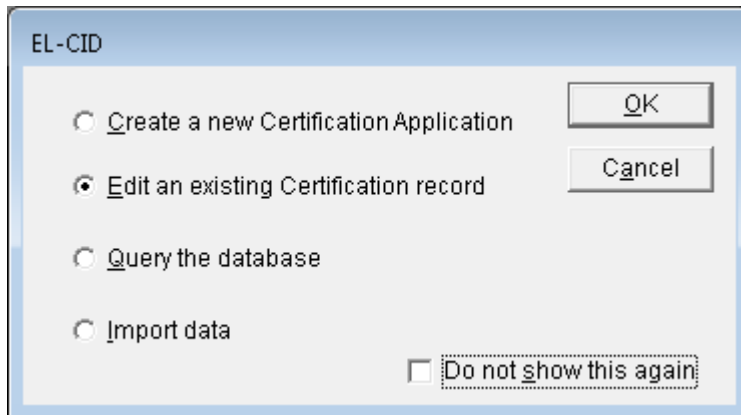 EL-CID
Create a new Certification Application
OK
Edit an existing Certification record
Cancel
Query the database
Import data
Do not show this again